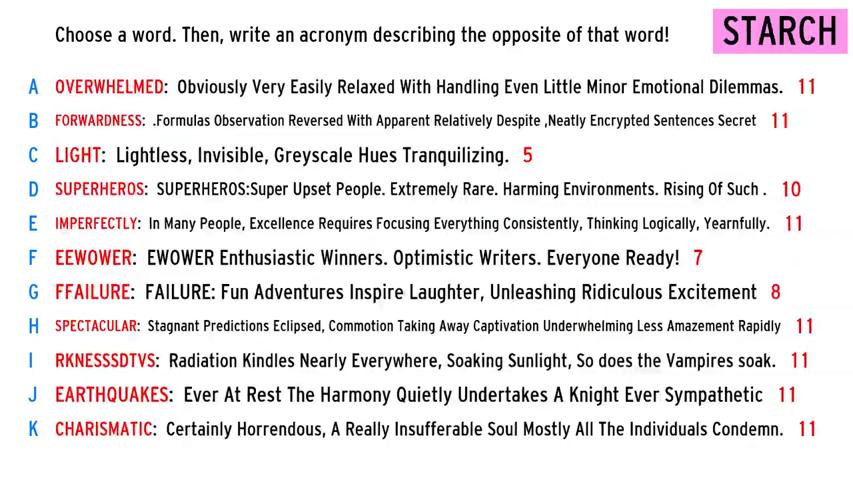 Choose a word. Then, write an acronym describing the opposite of that word! STARCH
A OVERWHELMED: Obviously Very Easily Relaxed With Handling Even Little Minor Emotional Dilemmas. 11
B FORWARDNESS: .Formulas Observation Reversed With Apparent Relatively Despite ,Neatly Encrypted Sentences Secret 11
C LIGHT: Lightless, Invisible, Greyscale Hues Tranquilizing. 5
D SUPERHEROS: SUPERHEROS:Super Upset People. Extremely Rare. Harming Environments. Rising Of Such . 10
E IMPERFECTLY: In Many People, Excellence Requires Focusing Everything Consistently, Thinking Logically, Yearnfully. 11
F EEWOWER: EWOWER Enthusiastic Winners. Optimistic Writers. Everyone Ready! 7
G FFAILURE: FAILURE: Fun Adventures Inspire Laughter, Unleashing Ridiculous Excitement 8
H SPECTACULAR: Stagnant Predictions Eclipsed, Commotion Taking Away Captivation Underwhelming Less Amazement Rapidly 11
I RKNESSSDTVS: Radiation Kindles Nearly Everywhere, Soaking Sunlight, So does the Vampires soak. 11
J EARTHQUAKES: Ever At Rest The Harmony Quietly Undertakes A Knight Ever Sympathetic 11
K CHARISMATIC: Certainly Horrendous, A Really Insufferable Soul Mostly All The Individuals Condemn. 11